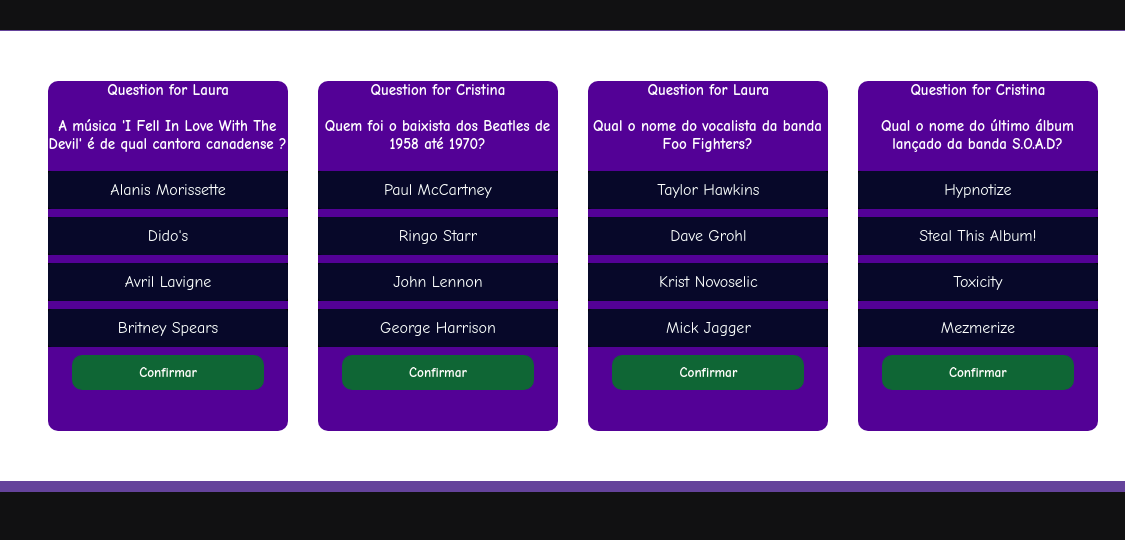 Question for Laura
A música 'I Fell In Love With The
Devil' é de qual cantora canadense ?
Alanis Morissette
Dido's
Avril Lavigne
Britney Spears
Confirmar
Question for Cristina
Quem foi o baixista dos Beatles de
1958 até 1970?
Paul McCartney
Ringo Starr
John Lennon
George Harrison
Confirmar
Question for Laura
Qual o nome do vocalista da banda
Foo Fighters?
Taylor Hawkins
Dave Grohl
Krist Novoselic
Mick Jagger
Confirmar
Question for Cristina
Qual o nome do último álbum
lançado da banda S.O.A.D?
Hypnotize
Steal This Album!
Toxicity
Mezmerize
Confirmar